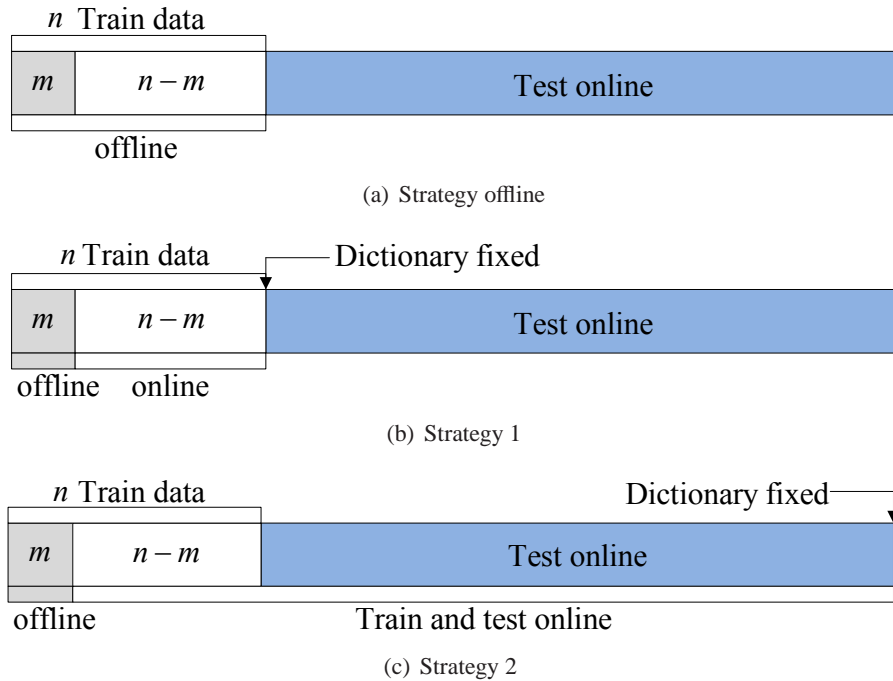 n Train data
m n − m Test online
offline
(a) Strategy offline
n Train data Dictionary fixed
m n − m Test online
offline online
(b) Strategy 1
n Train data Dictionary fixed
m n − m Test online
offline Train and test online
(c) Strategy 2